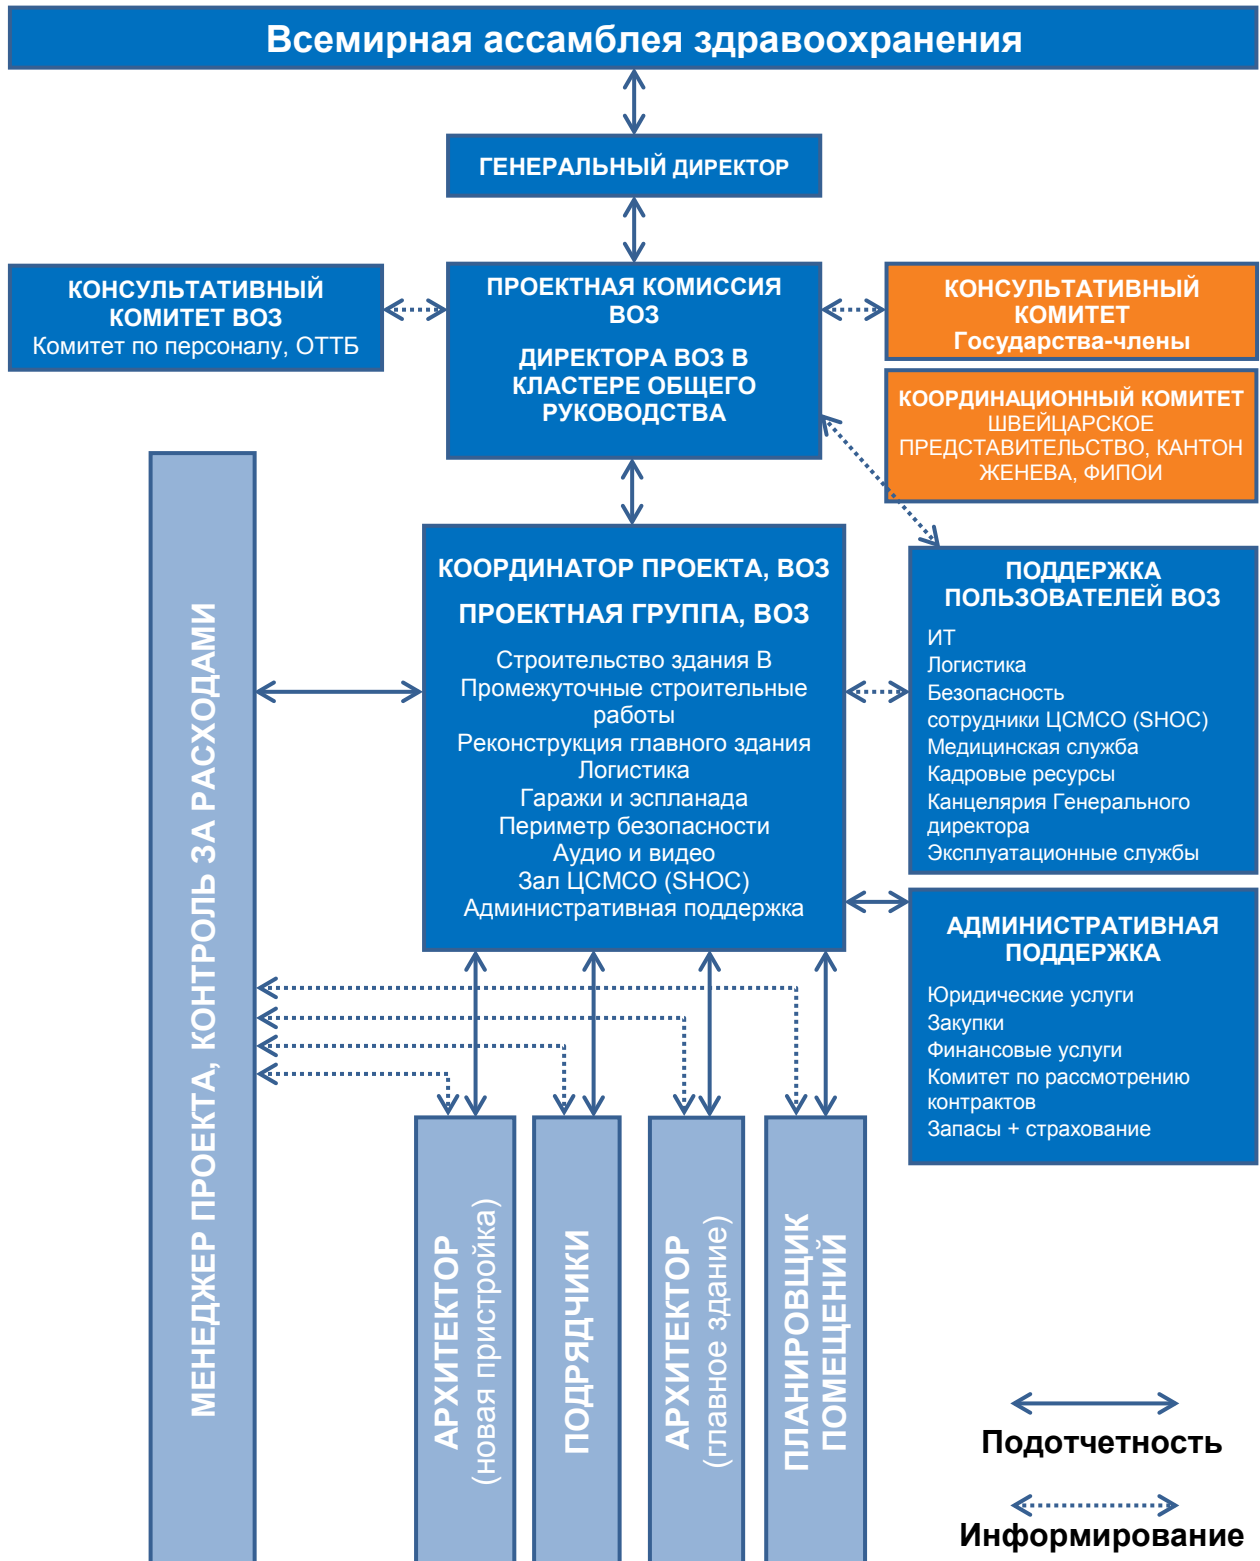 Всемирная ассамблея здравоохранения
ГЕНЕРАЛЬНЫЙ ДИРЕКТОР
КОНСУЛЬТАТИВНЫЙ
КОМИТЕТ ВОЗ
Комитет по персоналу, ОТТБ
ПРОЕКТНАЯ КОМИССИЯ
ВОЗ
ДИРЕКТОРА ВОЗ В
КЛАСТЕРЕ ОБЩЕГО
РУКОВОДСТВА
КОНСУЛЬТАТИВНЫЙ
КОМИТЕТ
Государства-члены
КООРДИНАЦИОННЫЙ КОМИТЕТ
ШВЕЙЦАРСКОЕ
ПРЕДСТАВИТЕЛЬСТВО, КАНТОН
ЖЕНЕВА, ФИПОИ
МЕНЕДЖЕР ПРОЕКТА, КОНТРОЛЬ ЗА РАСХОДАМИ
КООРДИНАТОР ПРОЕКТА, ВОЗ
ПРОЕКТНАЯ ГРУППА, ВОЗ
Строительство здания В
Промежуточные строительные
работы
Реконструкция главного здания
Логистика
Гаражи и эспланада
Периметр безопасности
Аудио и видео
Зал ЦСМСО (SHOC)
Административная поддержка
ПОДДЕРЖКА
ПОЛЬЗОВАТЕЛЕЙ ВОЗ
ИТ
Логистика
Безопасность
сотрудники ЦСМСО (SHOC)
Медицинская служба
Кадровые ресурсы
Канцелярия Генерального
директора
Эксплуатационные службы
АДМИНИСТРАТИВНАЯ
ПОДДЕРЖКА
Юридические услуги
Закупки
Финансовые услуги
Комитет по рассмотрению
контрактов
Запасы + страхование
АРХИТЕКТОР
(новая пристройка)
ПОДРЯДЧИКИ
АРХИТЕКТОР
(главное здание)
ПЛАНИРОВЩИК
ПОМЕЩЕНИЙ
Подотчетность
Информирование